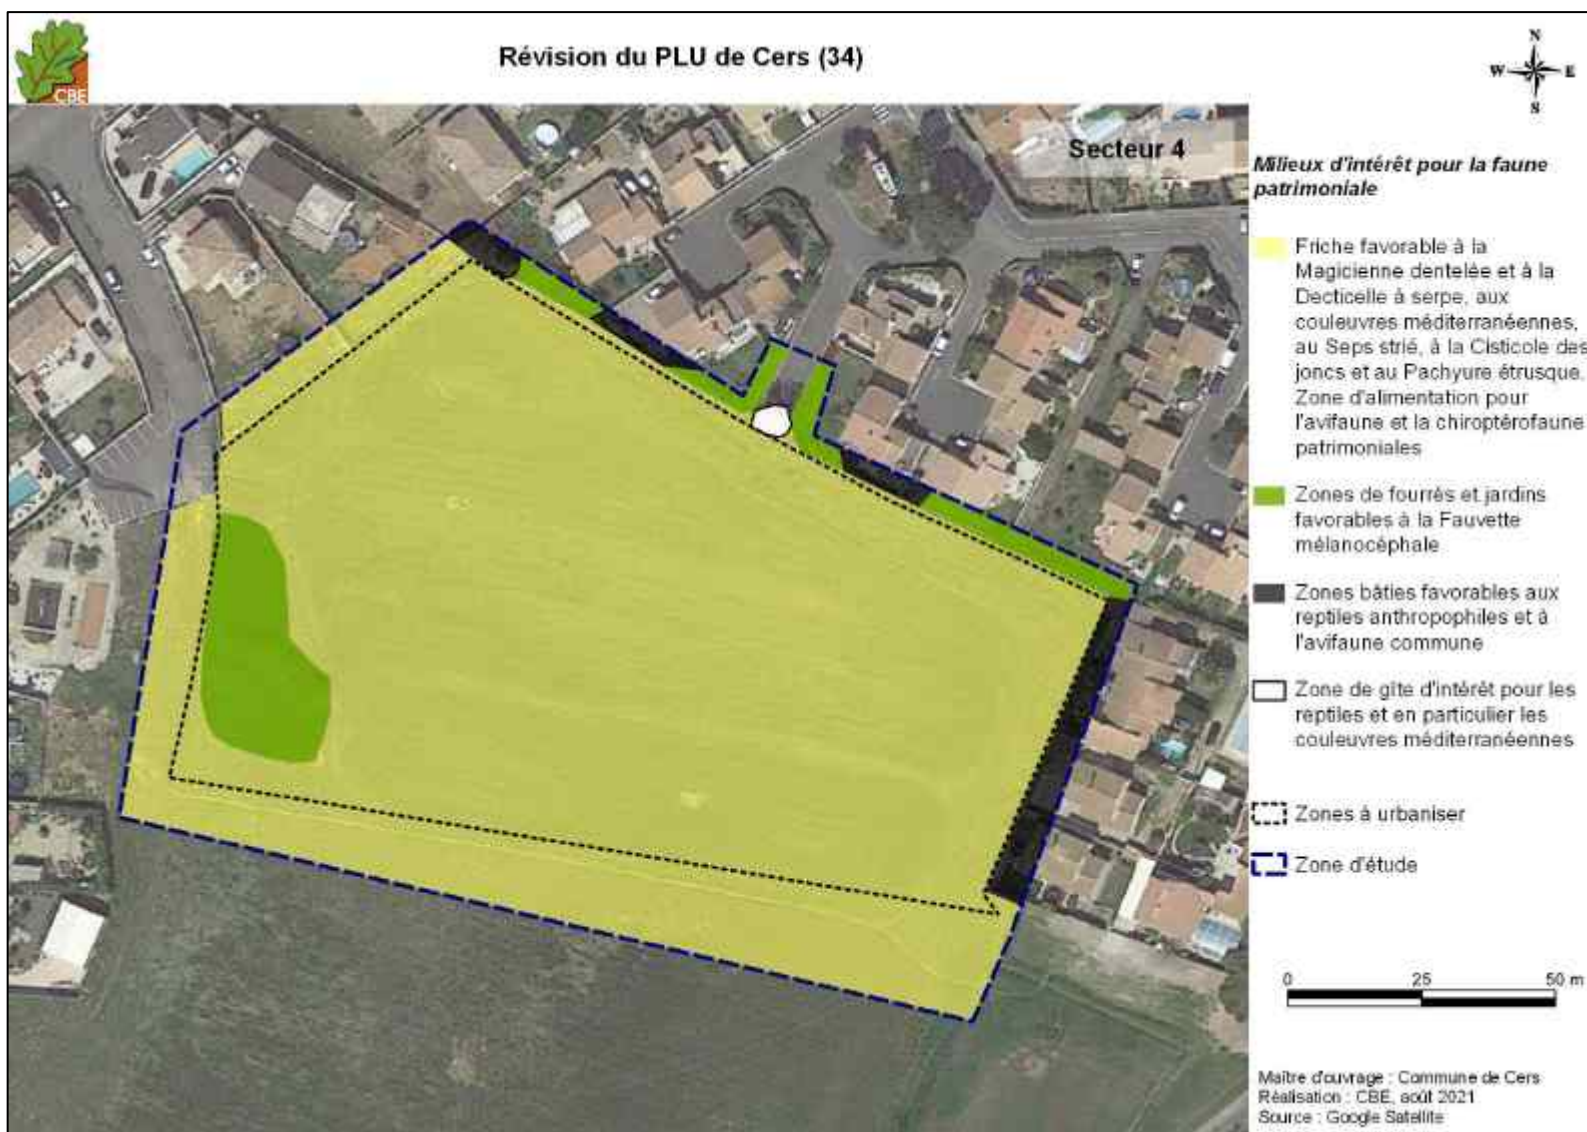 CBE
Révision du PLU de Cers (34)
N
W E
S
Secteur 4
Milieux d'intérêt pour la faune
patrimoniale
Friche favorable à la
Magicienne dentelée et à la
Decticelle à serpe, aux
couleuvres méditerranéennes,
au Seps strié, à la Cisticole des
joncs et au Pachyure étrusque.
Zone d'alimentation pour
l'avifaune et la chiroptérofaune
patrimoniales
Zones de fourrés et jardins
favorables à la Fauvette
mélanocéphale
Zones bâties favorables aux
reptiles anthropophiles et à
l'avifaune commune
Zone de gîte d'intérêt pour les
reptiles et en particulier les
couleuvres méditerranéennes
Zones à urbaniser
Zone d'étude
0 25 50 m
Maître d'ouvrage : Commune de Cers
Réalisation : CBE, août 2021
Source : Google Satellite